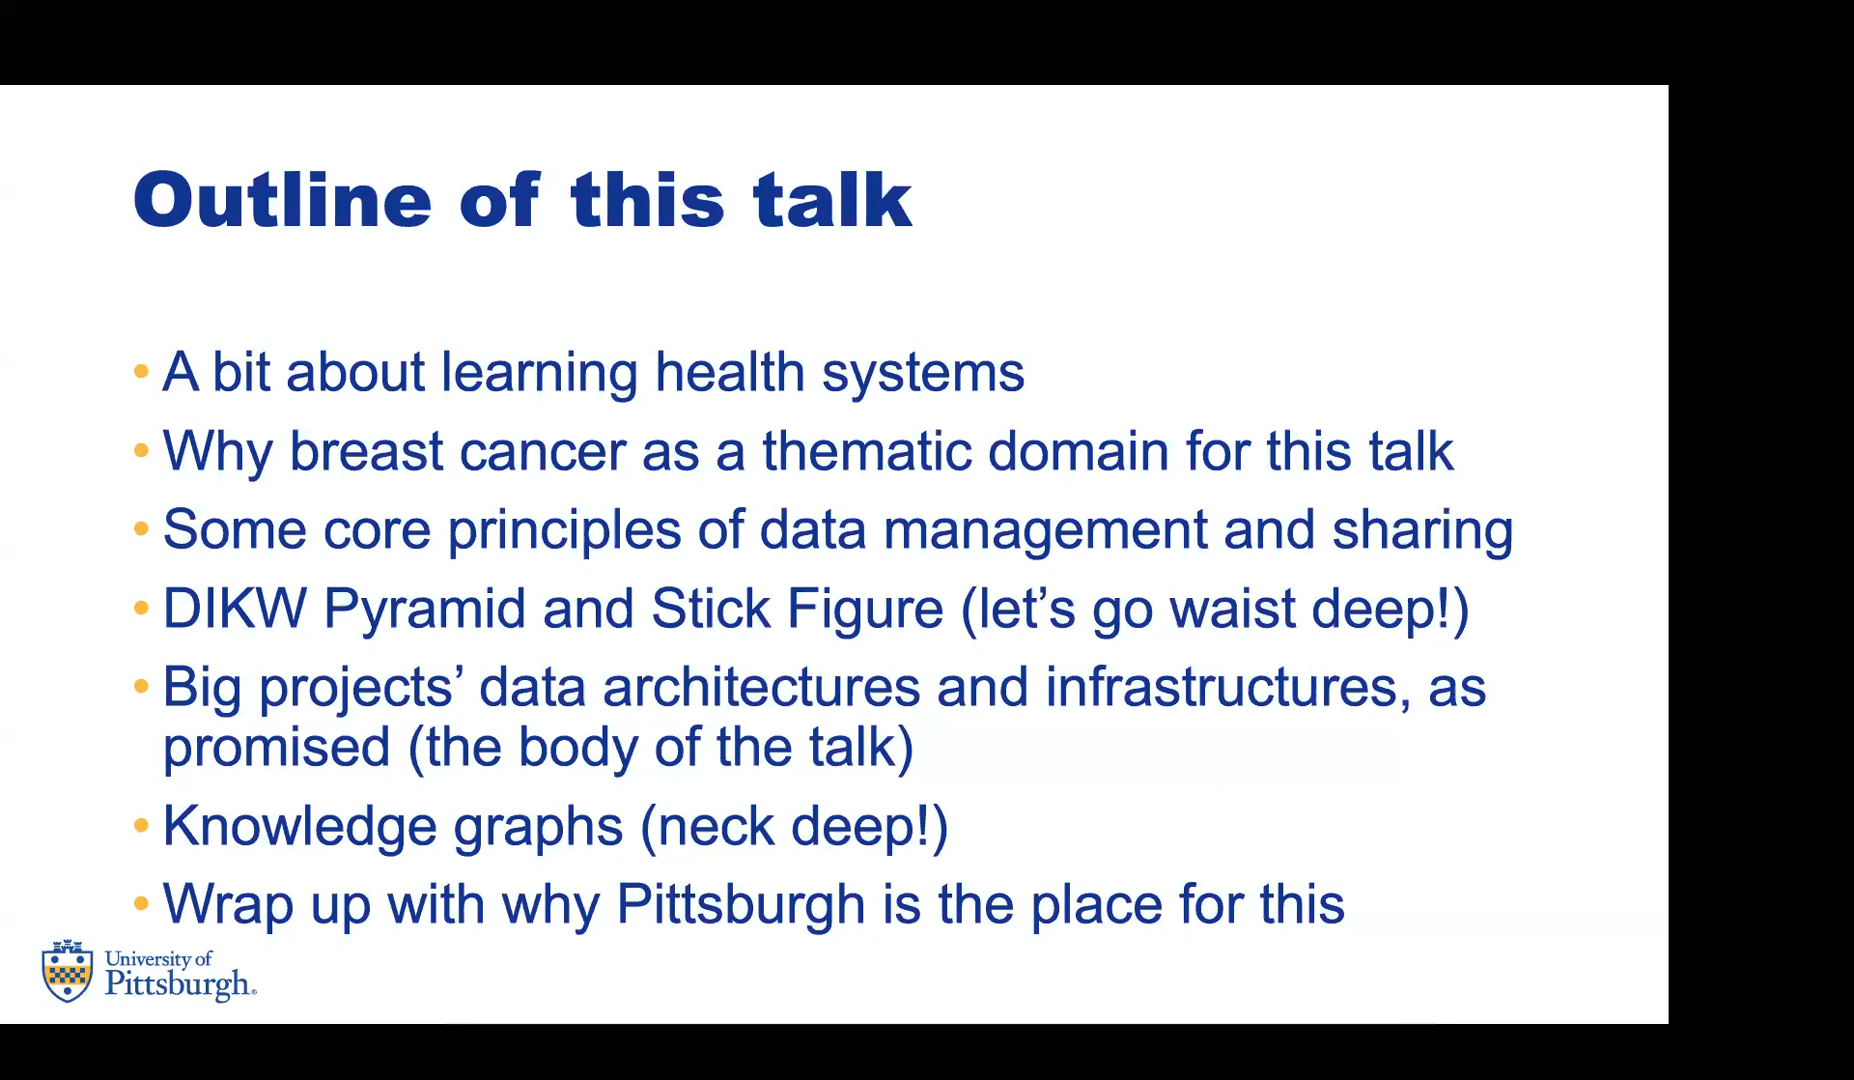 Outline of this talk
• A bit about learning health systems
• Why breast cancer as a thematic domain for this talk
• Some core principles of data management and sharing
• DIKW Pyramid and Stick Figure (let’s go waist deep!)
• Big projects’ data architectures and infrastructures, as
promised (the body of the talk)
• Knowledge graphs (neck deep!)
• Wrap up with why Pittsburgh is the place for this
University of
Pittsburgh®